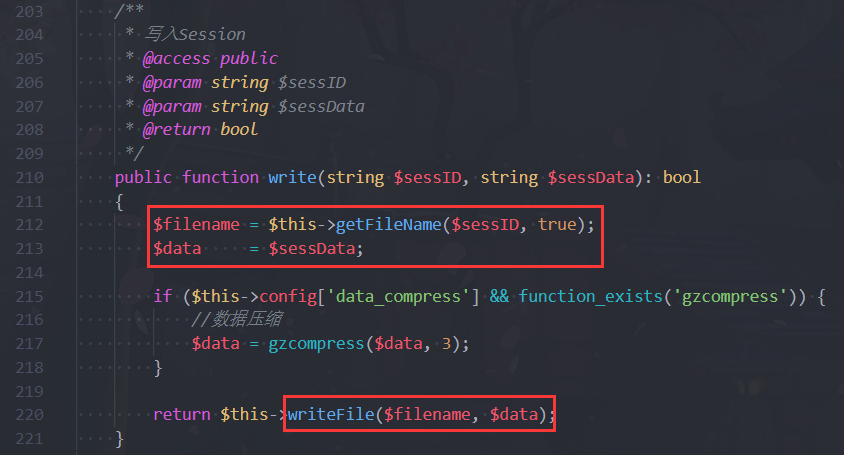 203 /**
204 * 写入Session
205 * @access public
206 * @param string $sessID
207 * @param string $sessData
208 * @return bool
209 */
210 public function write(string $sessID, string $sessData): bool
211 {
212 $filename = $this->getFileName($sessID, true);
213 $data = $sessData;
214
215 if ($this->config['data_compress'] && function_exists('gzcompress')) {
216 //数据压缩
217 $data = gzcompress($data, 3);
218 }
219
220 return $this->writeFile($filename, $data);
221 }